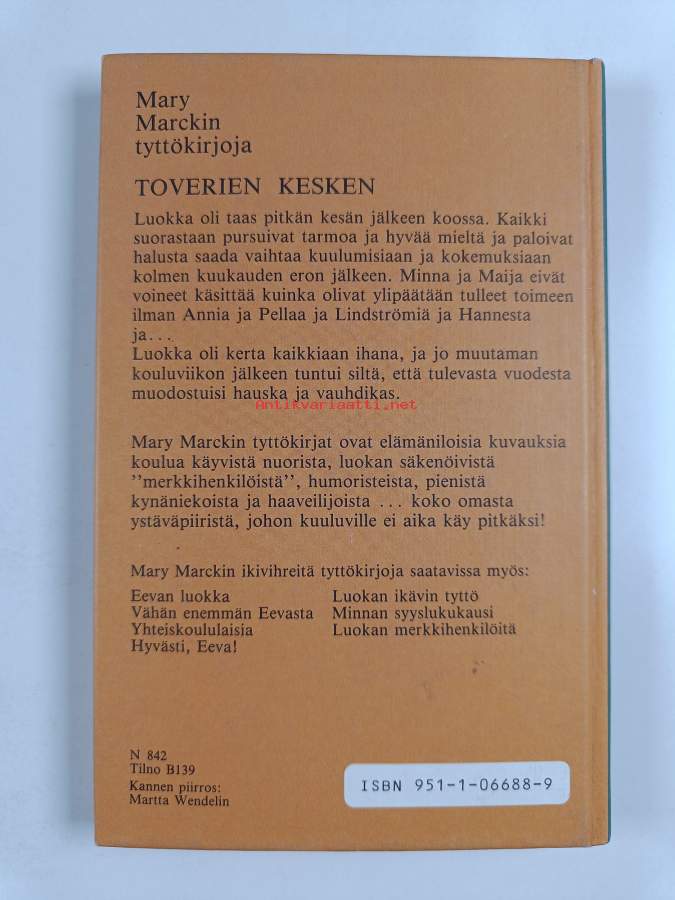 Mary
Marckin
tyttökirjoja
TOVERIEN KESKEN
Luokka oli taas pitkän kesän jälkeen koossa. Kaikki
suorastaan pursuivat tarmoa ja hyvää mieltä ja paloivat
halusta saada vaihtaa kuulumisiaan ja kokemuksiaan
kolmen kuukauden eron jälkeen. Minna ja Maija eivät
voineet käsittää kuinka olivat ylipäätään tulleet toimeen
ilman Annia ja Pellaa ja Lindströmiä ja Hannesta
ja...
Luokka oli kerta kaikkiaan ihana, ja jo muutaman
kouluviikon jälkeen tuntui siltä, että tulevasta vuodesta
muodostuisi hauska ja vauhdikas.
Antikvariaatti.net
Mary Marckin tyttökirjat ovat elämäniloisia kuvauksia
koulua käyvistä nuorista, luokan säkenöivistä
''merkkihenkilöistä'', humoristeista, pienistä
kynäniekoista ja haaveilijoista ... koko omasta
ystäväpiiristä, johon kuuluville ei aika käy pitkäksi!
Mary Marckin ikivihreitä tyttökirjoja saatavissa myös:
Eevan luokka
Vähän enemmän Eevasta
Yhteiskoululaisia
Hyvästi, Eeva!
Luokan ikävin tyttö
Minnan syyslukukausi
Luokan merkkihenkilöitä
N 842
Tilno B139
Kannen piirros:
Martta Wendelin
ISBN 951-1-06688-9